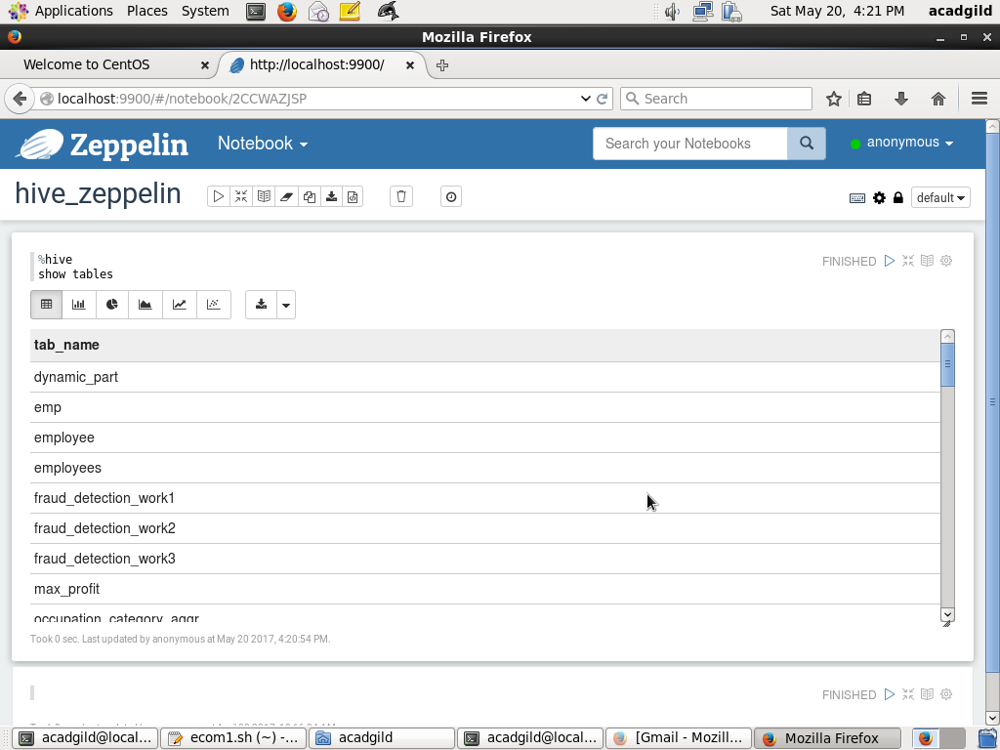 Applications Places System Sat May 20, 4:21 PM acadgild
Mozilla Firefox
Welcome to CentOS http://localhost:9900/
localhost:9900/#/notebook/2CCWAZJSP Search
Zeppelin Notebook Search your Notebooks anonymous
hive_zeppelin default
%hive FINISHED
show tables
tab_name
dynamic_part
emp
employee
employees
fraud_detection_work1
fraud_detection_work2
fraud_detection_work3
max_profit
occupation_category_aggr
Took 0 sec. Last updated by anonymous at May 20 2017, 4:20:54 PM.
FINISHED
acadgild@local... ecom1.sh (~) -... acadgild acadgild@local... [Gmail - Mozill... Mozilla Firefox